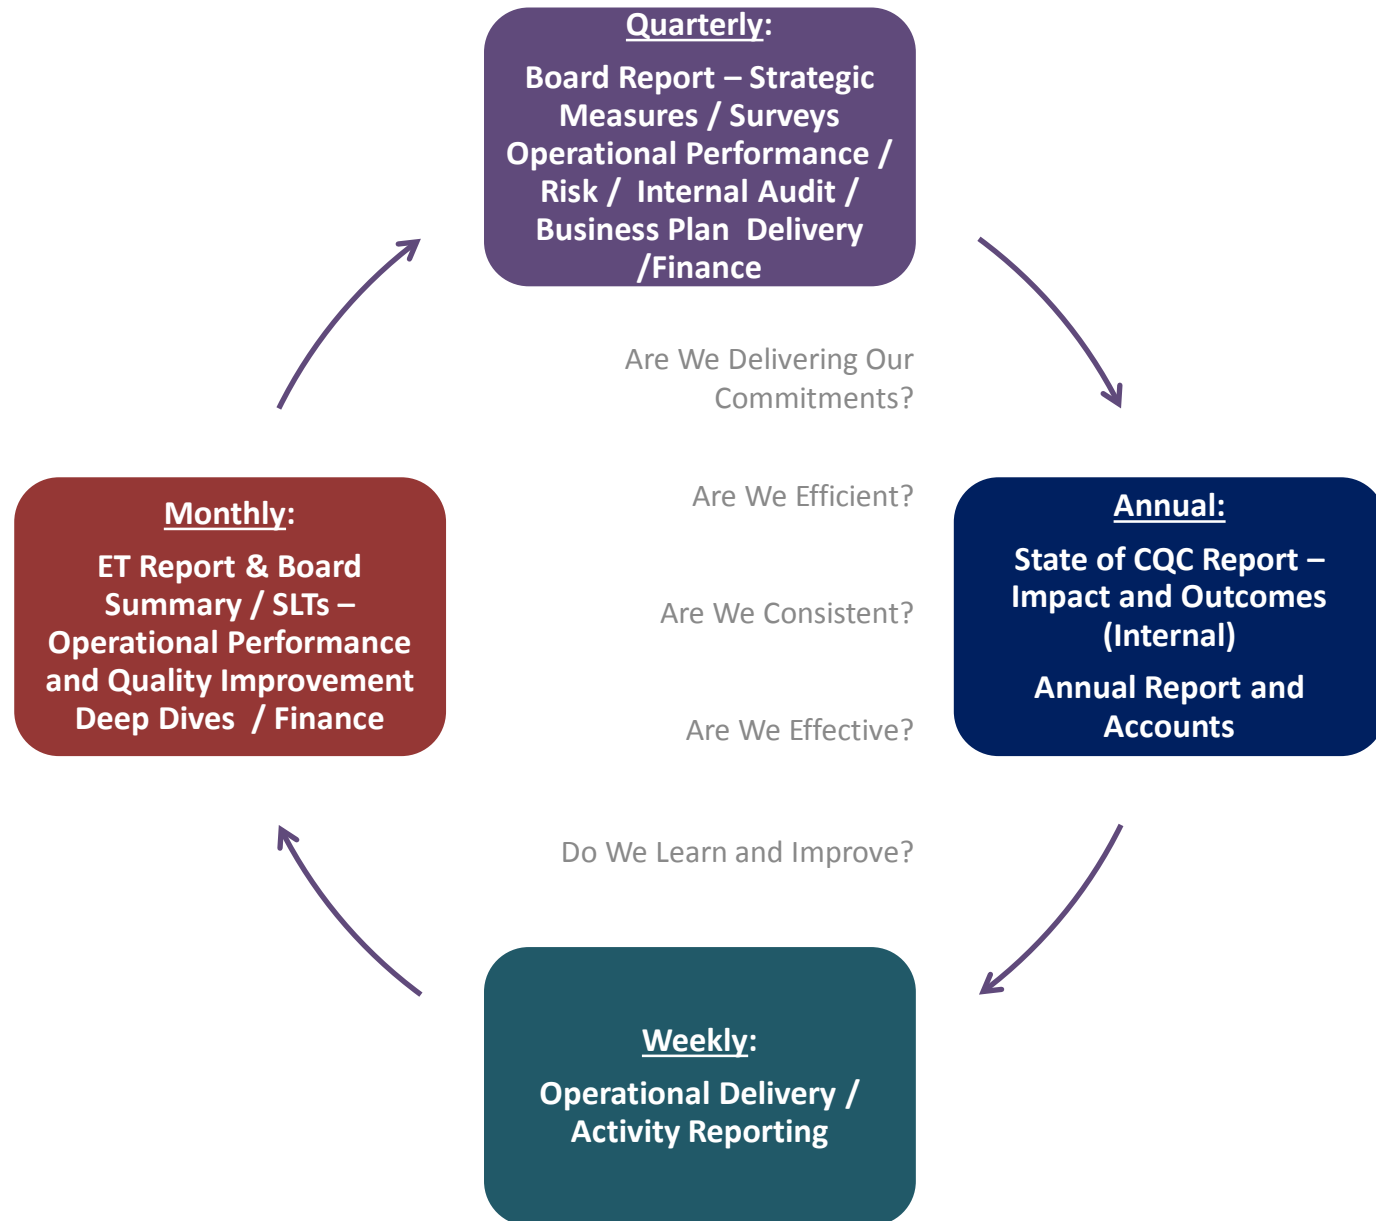 Quarterly:
Board Report – Strategic
Measures / Surveys
Operational Performance /
Risk /  Internal Audit /
Business Plan  Delivery
/Finance
Are We Delivering Our
Commitments?
Are We Efficient?
Are We Consistent?
Are We Effective?
Do We Learn and Improve?
Monthly:
ET Report & Board
Summary / SLTs –
Operational Performance
and Quality Improvement
Deep Dives  / Finance
Annual:
State of CQC Report –
Impact and Outcomes
(Internal)
Annual Report and
Accounts
Weekly:
Operational Delivery /
Activity Reporting